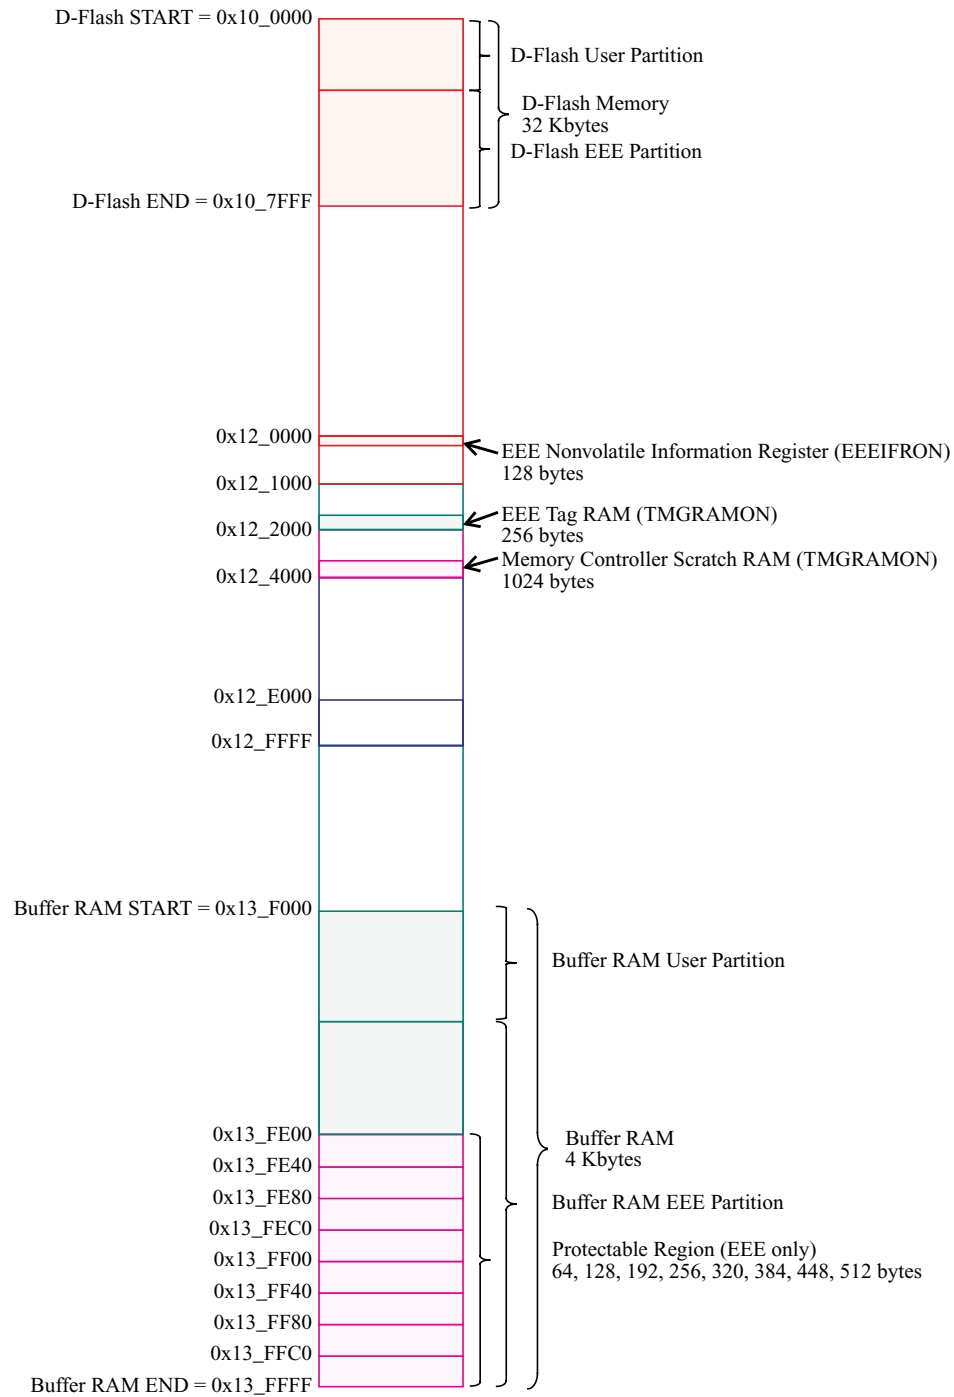 D-Flash START = 0x10_0000
D-Flash User Partition
D-Flash Memory
32 Kbytes
D-Flash EEE Partition
D-Flash END = 0x10_7FFF
0x12_0000
EEE Nonvolatile Information Register (EEEIFRON)
128 bytes
0x12_1000
EEE Tag RAM (TMGRAMON)
256 bytes
0x12_2000
Memory Controller Scratch RAM (TMGRAMON)
1024 bytes
0x12_4000
0x12_E000
0x12_FFFF
Buffer RAM START = 0x13_F000
Buffer RAM User Partition
0x13_FE00
Buffer RAM
4 Kbytes
0x13_FE40
0x13_FE80
Buffer RAM EEE Partition
0x13_FEC0
Protectable Region (EEE only)
64, 128, 192, 256, 320, 384, 448, 512 bytes
0x13_FF00
0x13_FF40
0x13_FF80
0x13_FFC0
Buffer RAM END = 0x13_FFFF